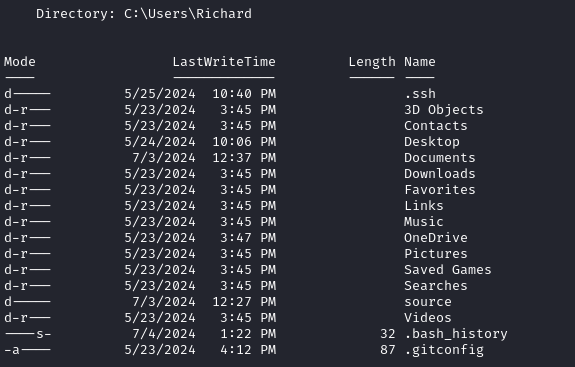 Directory: C:\Users\Richard
Mode LastWriteTime Length Name
---- ------------- ------ ----
d----- 5/25/2024 10:40 PM .ssh
d-r--- 5/23/2024 3:45 PM 3D Objects
d-r--- 5/23/2024 3:45 PM Contacts
d-r--- 5/24/2024 10:06 PM Desktop
d-r--- 7/3/2024 12:37 PM Documents
d-r--- 5/23/2024 3:45 PM Downloads
d-r--- 5/23/2024 3:45 PM Favorites
d-r--- 5/23/2024 3:45 PM Links
d-r--- 5/23/2024 3:45 PM Music
d-r--- 5/23/2024 3:47 PM OneDrive
d-r--- 5/23/2024 3:45 PM Pictures
d-r--- 5/23/2024 3:45 PM Saved Games
d-r--- 5/23/2024 3:45 PM Searches
d----- 7/3/2024 12:27 PM source
d-r--- 5/23/2024 3:45 PM Videos
----s- 7/4/2024 1:22 PM 32 .bash_history
-a---- 5/23/2024 4:12 PM 87 .gitconfig